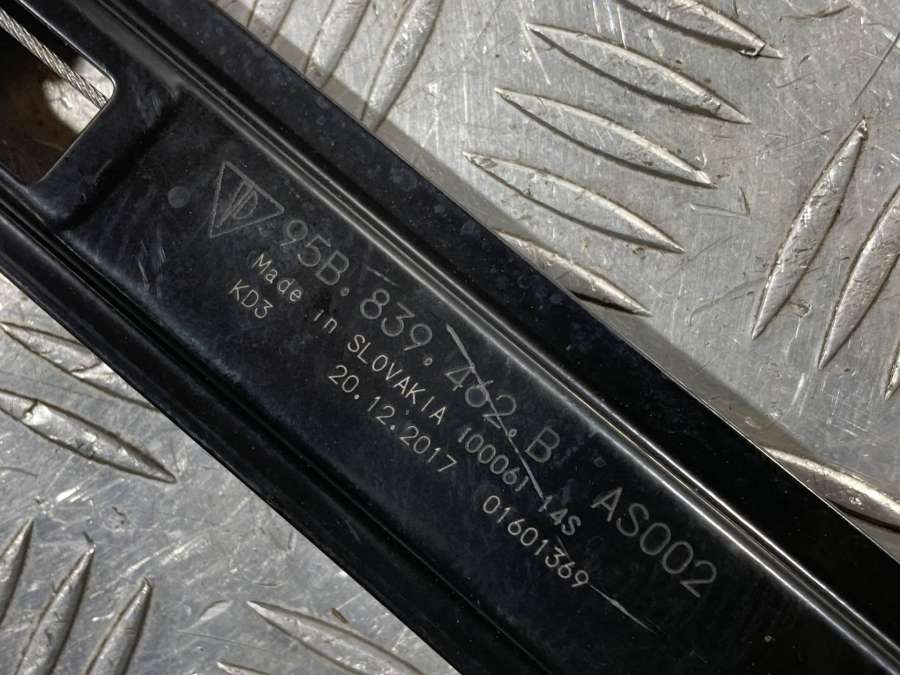 95B.839.462.B AS002
Made in SLOVAKIA 100061 14S
KD3 20.12.2017 01601369